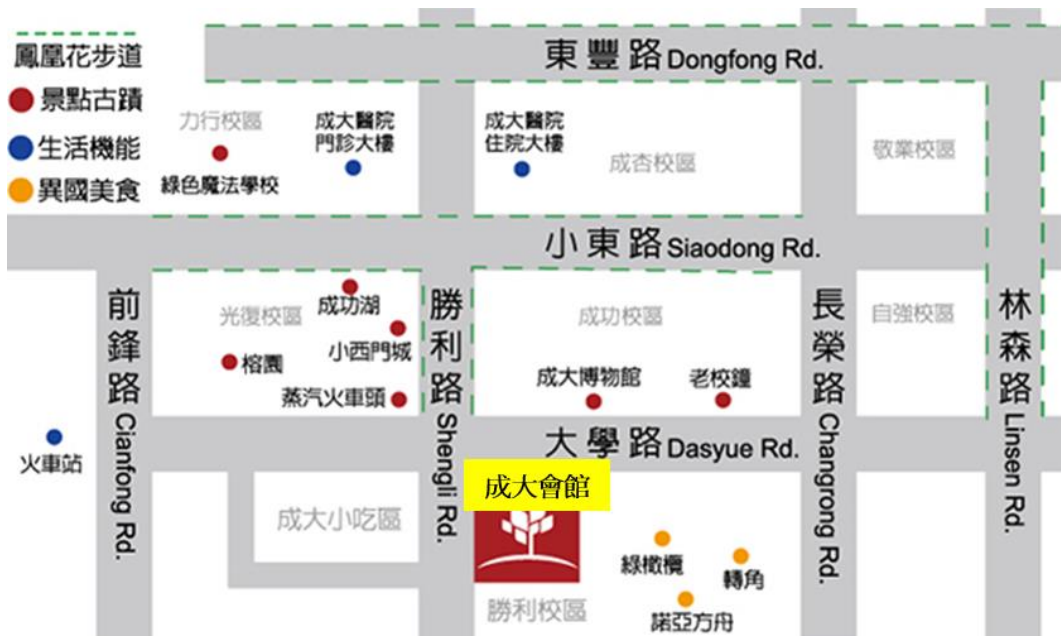 鳳凰花步道
景點古蹟
生活機能
異國美食
東豐路 Dongfong Rd.
力行校區
綠色魔法學校
成大醫院
門診大樓
成大醫院
住院大樓
成杏校區
敬業校區
小東路 Siaodong Rd.
前鋒路 Cianfong Rd.
光復校區
成功湖
小西門城
榕園
蒸汽火車頭
勝利路 Shengli Rd.
成功校區
成大博物館
老校鐘
長榮路 Changrong Rd.
自強校區
林森路 Linsen Rd.
火車站
大學路 Dasyue Rd.
成大會館
成大小吃區
勝利校區
綠橄欖
轉角
諾亞方舟